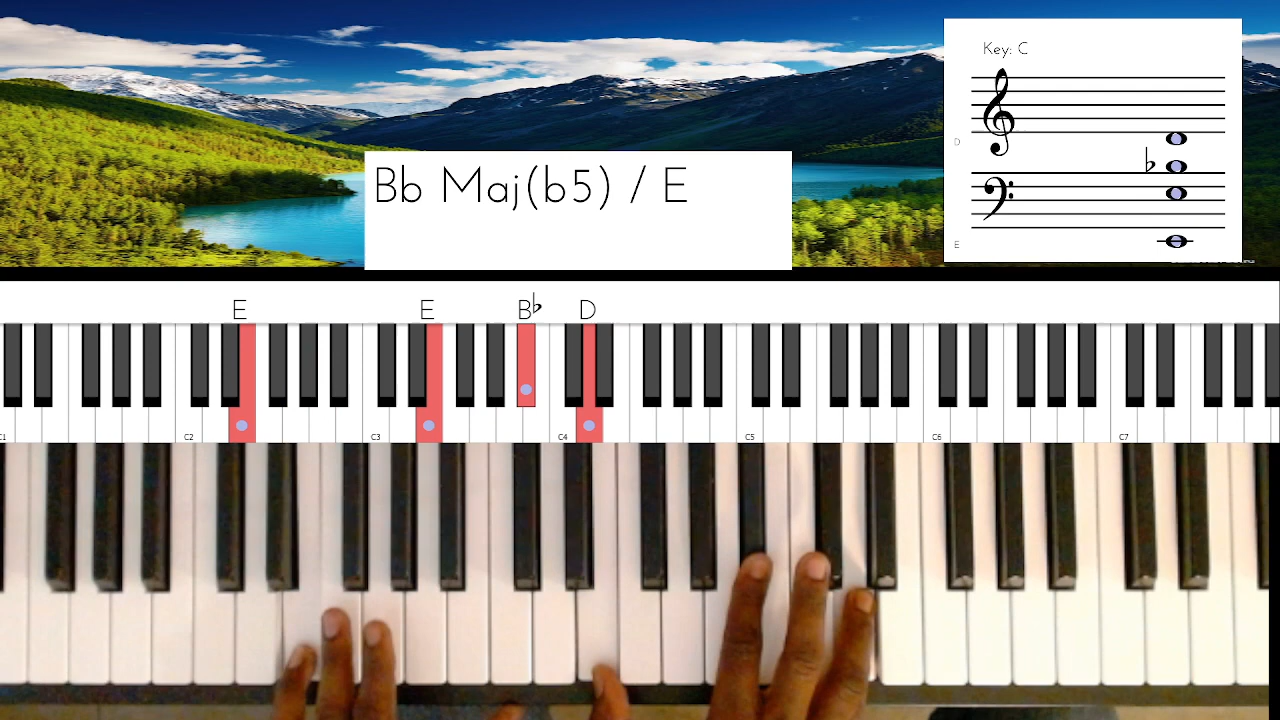 Key: C
D
Bb Maj(b5) / E
E
E E B♭ D
C1 C2 C3 C4 C5 C6 C7